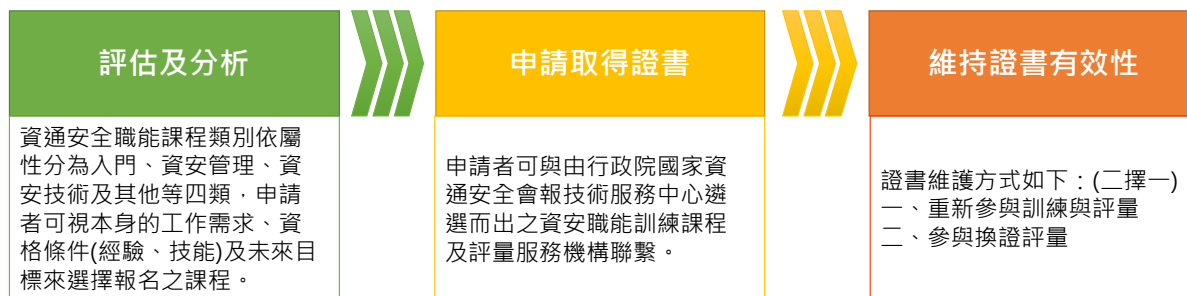 評估及分析
資通安全職能課程類別依屬
性分為入門、資安管理、資
安技術及其他等四類，申請
者可視本身的工作需求、資
格條件(經驗、技能)及未來目
標來選擇報名之課程。
申請取得證書
申請者可與由行政院國家資
通安全會報技術服務中心遴
選而出之資安職能訓練課程
及評量服務機構聯繫。
維持證書有效性
證書維護方式如下：(二擇一)
一、重新參與訓練與評量
二、參與換證評量